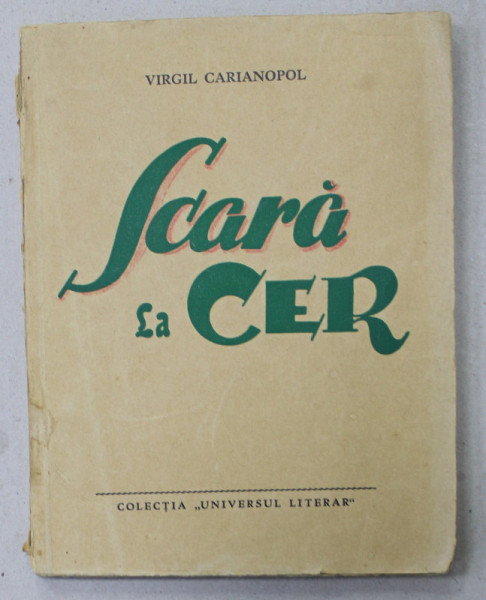 VIRGIL CARIANOPOL
Scară
La CER
COLECȚIA „UNIVERSUL LITERAR"